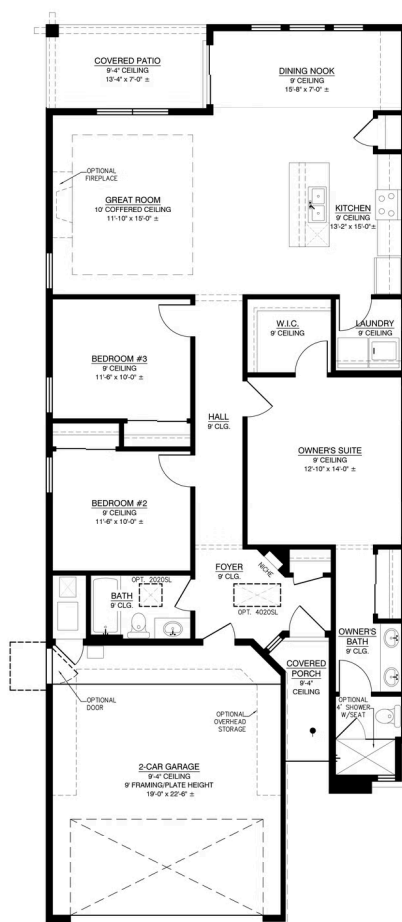 COVERED PATIO
9'-4" CEILING
13'-4" x 7'-0" ±
DINING NOOK
9' CEILING
15'-8" x 7'-0" ±
OPTIONAL
FIREPLACE
GREAT ROOM
10' COFFERED CEILING
11'-10" x 15'-0" ±
KITCHEN
9' CEILING
13'-2" x 15'-0"±
W.I.C.
9' CEILING
LAUNDRY
9' CEILING
BEDROOM #3
9' CEILING
11'-6" x 10'-0" ±
HALL
9' CLG.
OWNER'S SUITE
9' CEILING
12'-10" x 14'-0" ±
BEDROOM #2
9' CEILING
11'-6" x 10'-0" ±
FOYER
9' CLG.
NICHE
OPT. 2020SL
BATH
9' CLG.
OPT. 4020SL
OWNER'S
BATH
9' CLG.
COVERED
PORCH
9'-4"
CEILING
OPTIONAL
DOOR
OPTIONAL
OVERHEAD
STORAGE
OPTIONAL
4' SHOWER
W/SEAT
2-CAR GARAGE
9'-4" CEILING
9' FRAMING/PLATE HEIGHT
19'-0" x 22'-6" ±